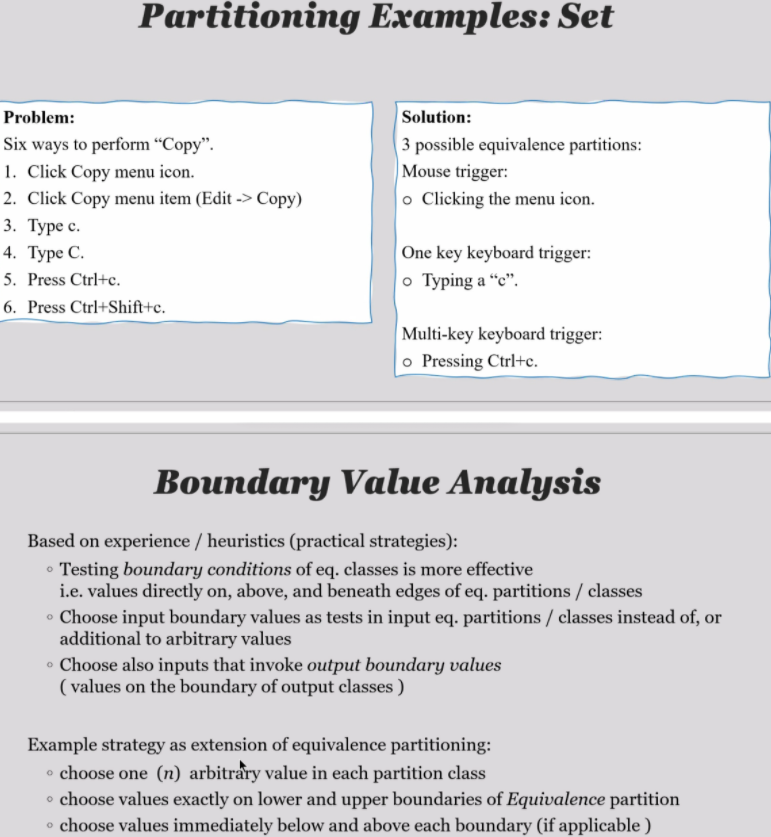 Partitioning Examples: Set
Problem:
Six ways to perform “Copy”.
1. Click Copy menu icon.
2. Click Copy menu item (Edit -> Copy)
3. Type c.
4. Type C.
5. Press Ctrl+c.
6. Press Ctrl+Shift+c.
Solution:
3 possible equivalence partitions:
Mouse trigger:
o Clicking the menu icon.
One key keyboard trigger:
o Typing a “c”.
Multi-key keyboard trigger:
o Pressing Ctrl+c.
Boundary Value Analysis
Based on experience / heuristics (practical strategies):
◦ Testing boundary conditions of eq. classes is more effective
i.e. values directly on, above, and beneath edges of eq. partitions / classes
◦ Choose input boundary values as tests in input eq. partitions / classes instead of, or
additional to arbitrary values
◦ Choose also inputs that invoke output boundary values
( values on the boundary of output classes )
Example strategy as extension of equivalence partitioning:
◦ choose one (n) arbitrary value in each partition class
◦ choose values exactly on lower and upper boundaries of Equivalence partition
◦ choose values immediately below and above each boundary (if applicable )